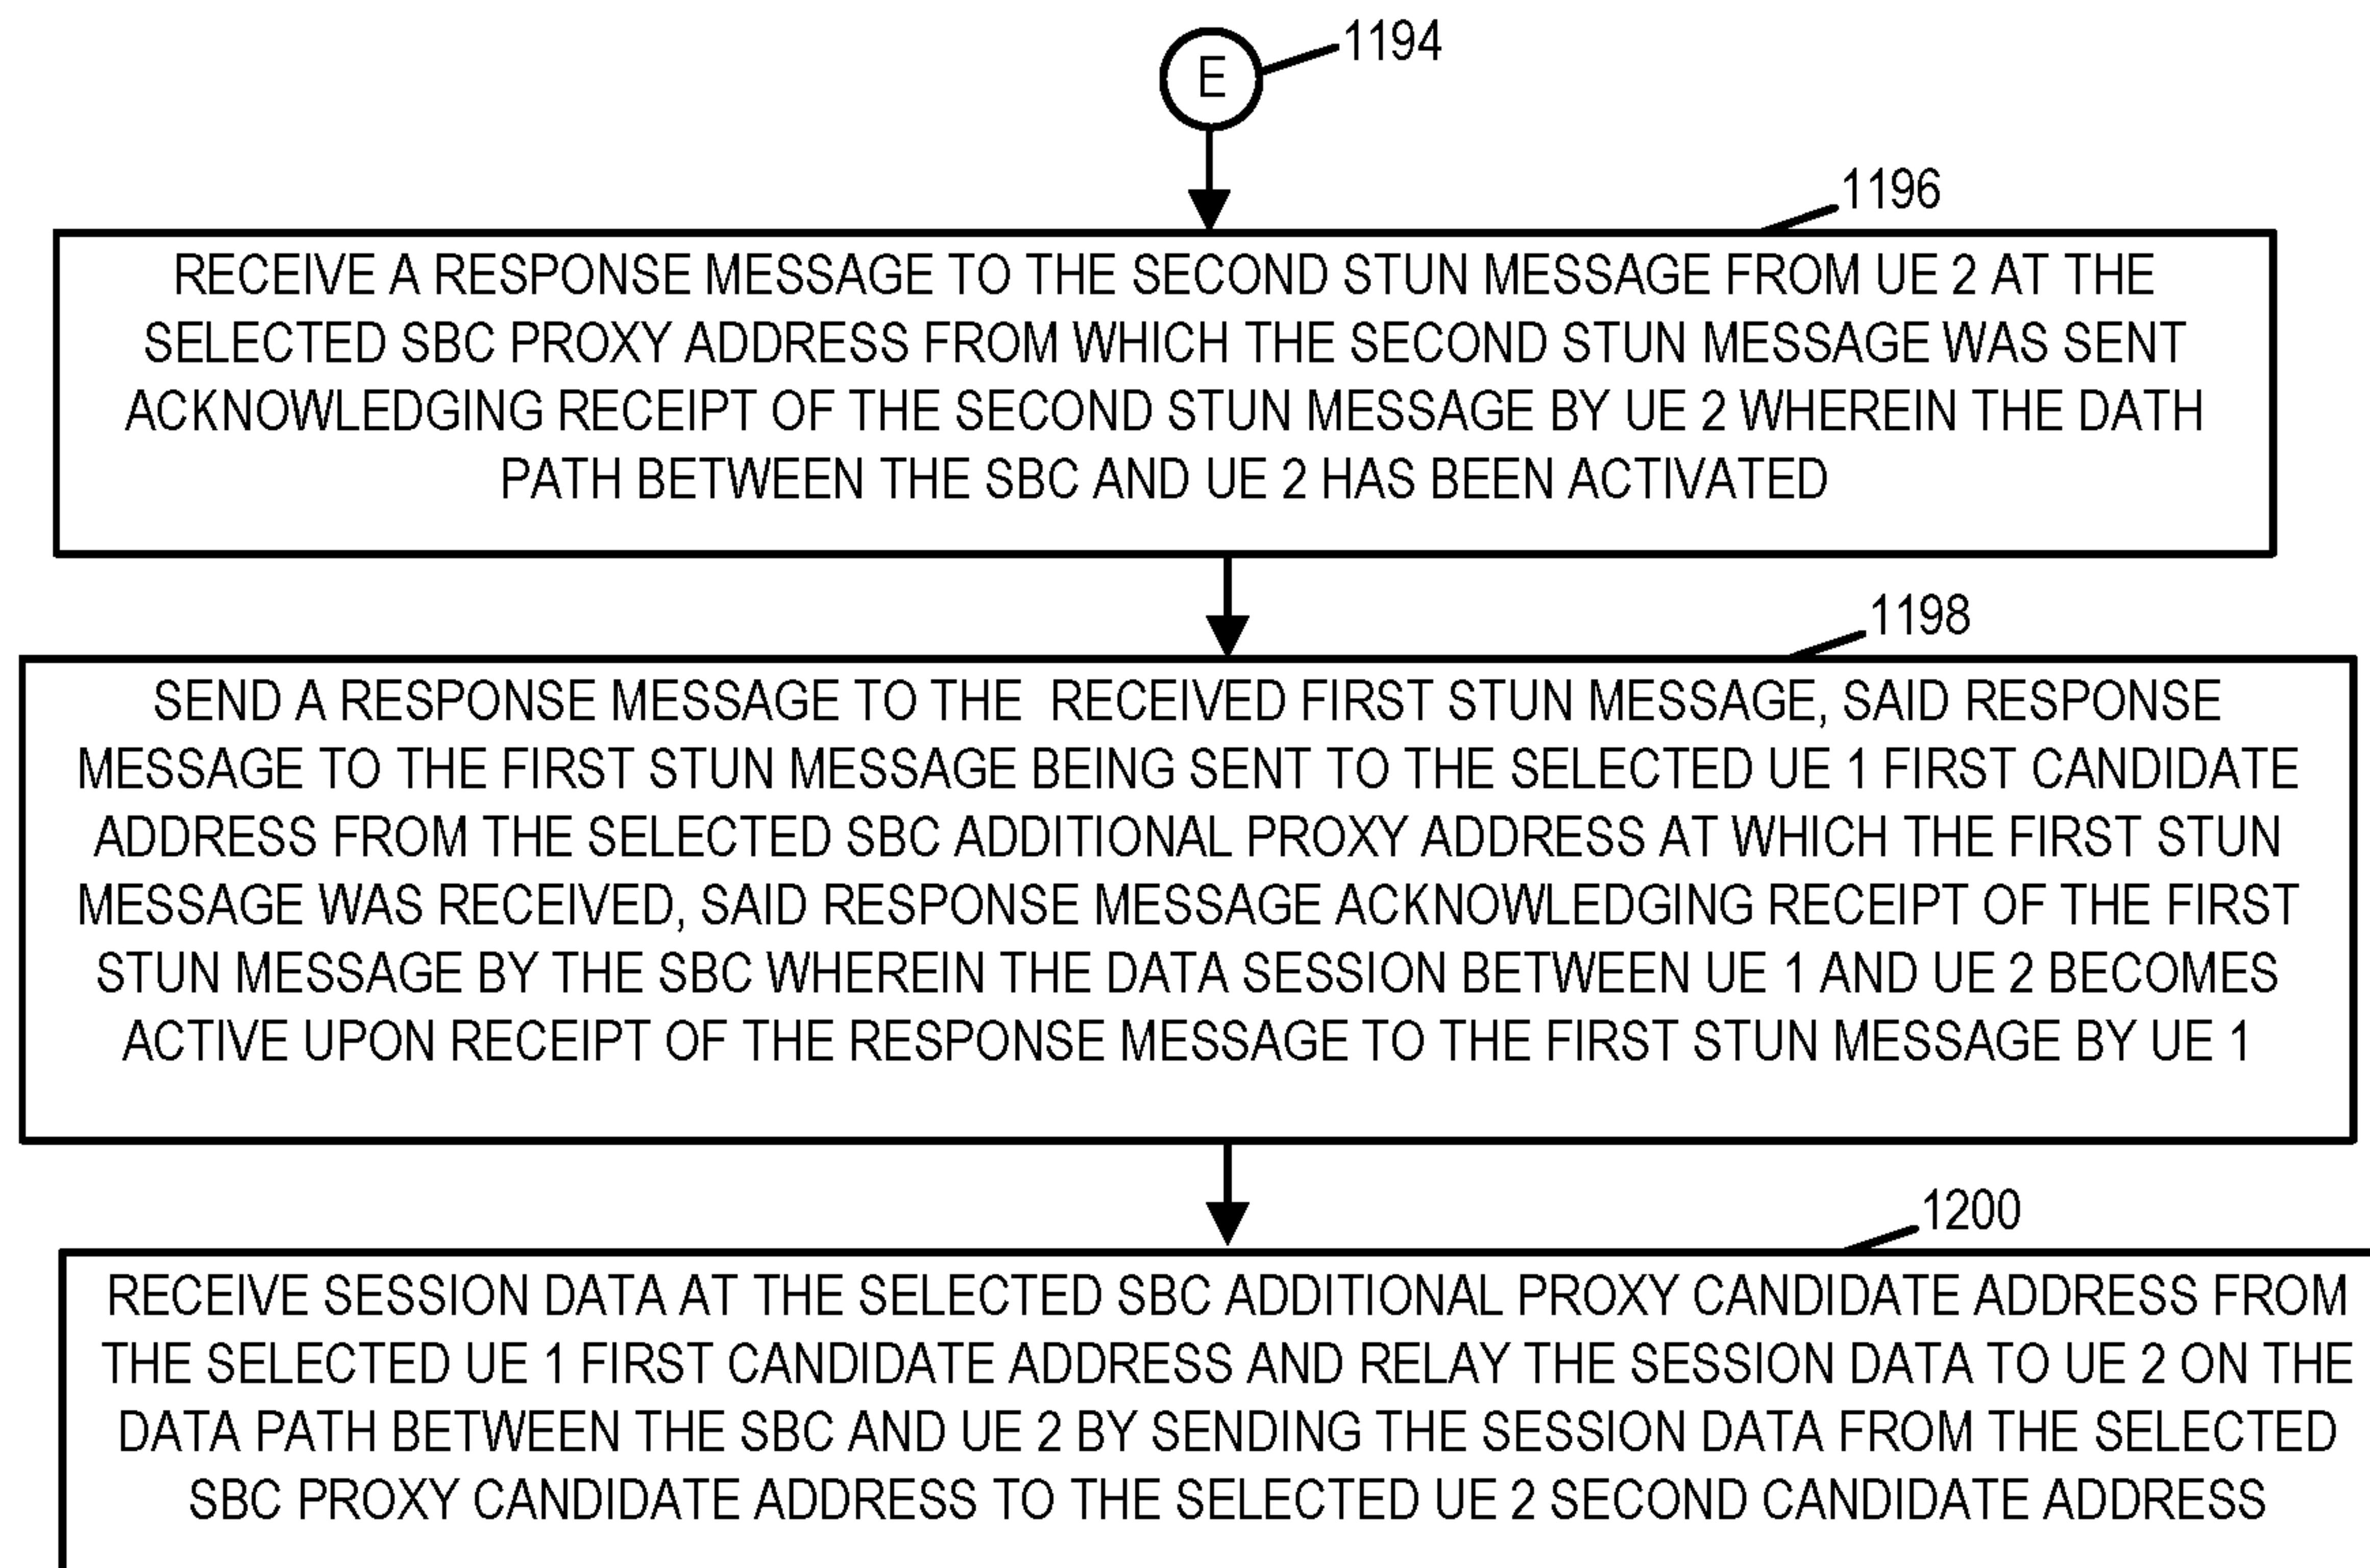 1194
E
1196
RECEIVE A RESPONSE MESSAGE TO THE SECOND STUN MESSAGE FROM UE 2 AT THE
SELECTED SBC PROXY ADDRESS FROM WHICH THE SECOND STUN MESSAGE WAS SENT
ACKNOWLEDGING RECEIPT OF THE SECOND STUN MESSAGE BY UE 2 WHEREIN THE DATH
PATH BETWEEN THE SBC AND UE 2 HAS BEEN ACTIVATED
1198
SEND A RESPONSE MESSAGE TO THE RECEIVED FIRST STUN MESSAGE, SAID RESPONSE
MESSAGE TO THE FIRST STUN MESSAGE BEING SENT TO THE SELECTED UE 1 FIRST CANDIDATE
ADDRESS FROM THE SELECTED SBC ADDITIONAL PROXY ADDRESS AT WHICH THE FIRST STUN
MESSAGE WAS RECEIVED, SAID RESPONSE MESSAGE ACKNOWLEDGING RECEIPT OF THE FIRST
STUN MESSAGE BY THE SBC WHEREIN THE DATA SESSION BETWEEN UE 1 AND UE 2 BECOMES
ACTIVE UPON RECEIPT OF THE RESPONSE MESSAGE TO THE FIRST STUN MESSAGE BY UE 1
1200
RECEIVE SESSION DATA AT THE SELECTED SBC ADDITIONAL PROXY CANDIDATE ADDRESS FROM
THE SELECTED UE 1 FIRST CANDIDATE ADDRESS AND RELAY THE SESSION DATA TO UE 2 ON THE
DATA PATH BETWEEN THE SBC AND UE 2 BY SENDING THE SESSION DATA FROM THE SELECTED
SBC PROXY CANDIDATE ADDRESS TO THE SELECTED UE 2 SECOND CANDIDATE ADDRESS